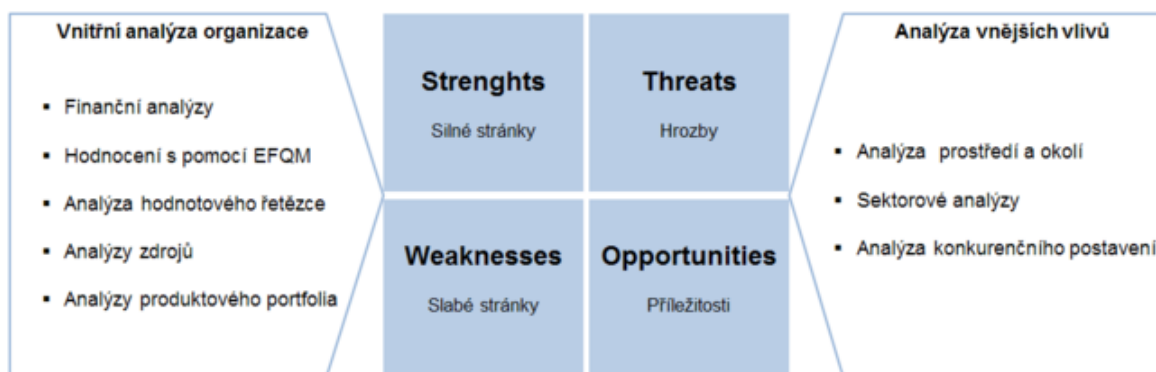 Vnitřní analýza organizace
▪ Finanční analýzy
▪ Hodnocení s pomocí EFQM
▪ Analýza hodnotového řetězce
▪ Analýzy zdrojů
▪ Analýzy produktového portfolia
Strenghts
Silné stránky
Threats
Hrozby
Weaknesses
Slabé stránky
Opportunities
Příležitosti
Analýza vnějších vlivů
▪ Analýza prostředí a okolí
▪ Sektorové analýzy
▪ Analýza konkurenčního postavení